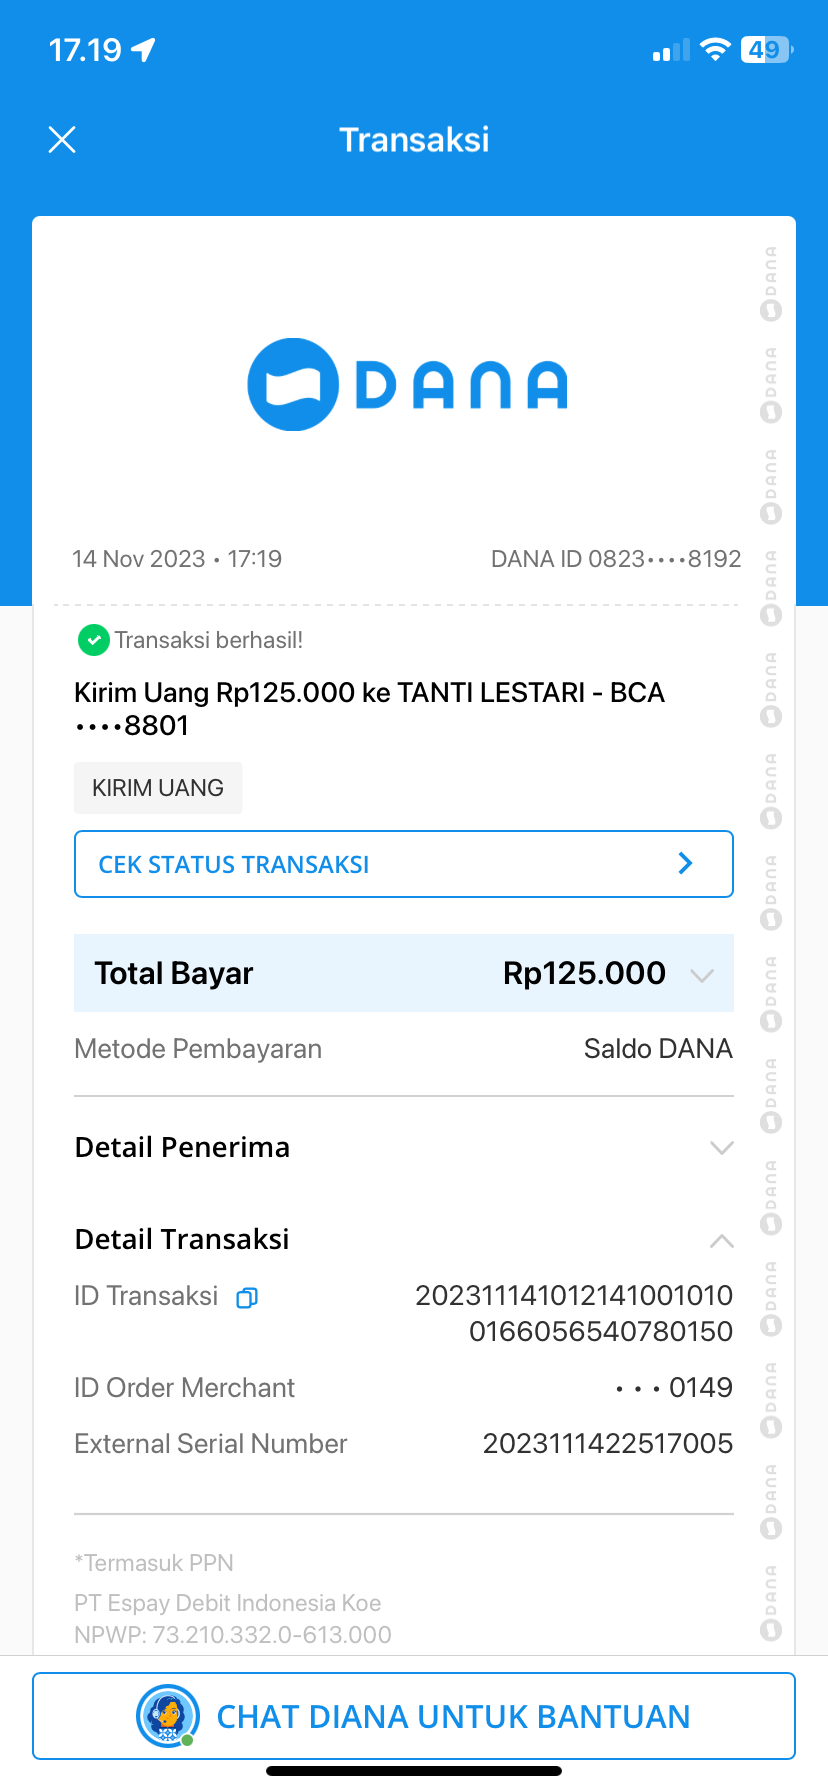 17.19
49
Transaksi
DANA
14 Nov 2023 • 17:19
DANA ID 0823••••8192
Transaksi berhasil!
Kirim Uang Rp125.000 ke TANTI LESTARI - BCA
••••8801
KIRIM UANG
CEK STATUS TRANSAKSI
Total Bayar Rp125.000
Metode Pembayaran Saldo DANA
Detail Penerima
Detail Transaksi
ID Transaksi 202311141012141001010
0166056540780150
ID Order Merchant • • • 0149
External Serial Number 2023111422517005
*Termasuk PPN
PT Espay Debit Indonesia Koe
NPWP: 73.210.332.0-613.000
CHAT DIANA UNTUK BANTUAN
DANA
DANA
DANA
DANA
DANA
DANA
DANA
DANA
DANA
DANA
DANA
DANA
DANA
DANA